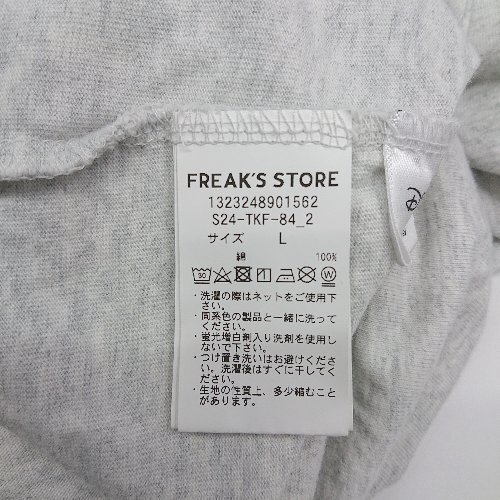 FREAK'S STORE
1323248901562
S24-TKF-84_2
サイズ L
綿 100%
・洗濯の際はネットをご使用下
さい。
・同系色の製品と一緒に洗って
ください。
・蛍光増白剤入り洗剤を使用し
ないで下さい。
・つけ置き洗いはお避けくださ
い。洗濯後はすぐに干してくだ
さい。
・生地の性質上、多少縮むこと
があります。